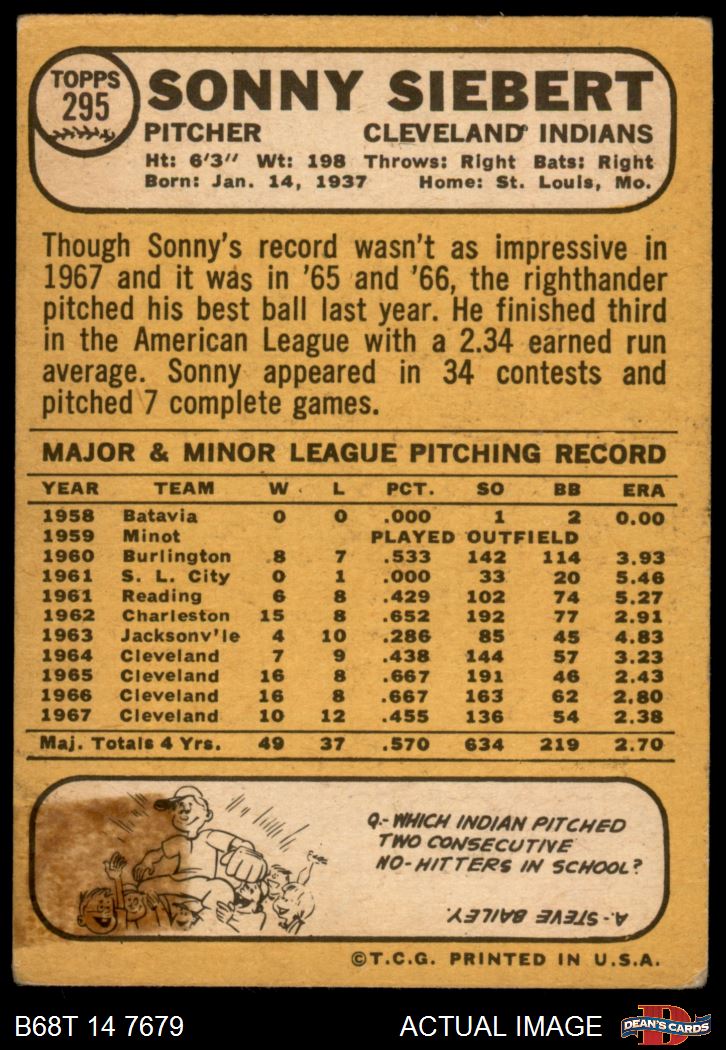 TOPPS
295
SONNY SIEBERT
PITCHER CLEVELAND INDIANS
Ht: 6'3" Wt: 198 Throws: Right Bats: Right
Born: Jan. 14, 1937 Home: St. Louis, Mo.
Though Sonny's record wasn't as impressive in
1967 and it was in '65 and '66, the righthander
pitched his best ball last year. He finished third
in the American League with a 2.34 earned run
average. Sonny appeared in 34 contests and
pitched 7 complete games.
MAJOR & MINOR LEAGUE PITCHING RECORD
YEAR TEAM W L PCT. SO BB ERA
1958 Batavia 0 0 .000 1 2 0.00
1959 Minot PLAYED OUTFIELD
1960 Burlington 8 7 .533 142 114 3.93
1961 S. L. City 0 1 .000 33 20 5.46
1961 Reading 6 8 .429 102 74 5.27
1962 Charleston 15 8 .652 192 77 2.91
1963 Jacksonv'le 4 10 .286 85 45 4.83
1964 Cleveland 7 9 .438 144 57 3.23
1965 Cleveland 16 8 .667 191 46 2.43
1966 Cleveland 16 8 .667 163 62 2.80
1967 Cleveland 10 12 .455 136 54 2.38
Maj. Totals 4 Yrs. 49 37 .570 634 219 2.70
Q.- WHICH INDIAN PITCHED
TWO CONSECUTIVE
NO-HITTERS IN SCHOOL?
A.- STEVE BAILEY.
©T.C.G. PRINTED IN U.S.A.
B68T 14 7679 ACTUAL IMAGE
D
DEAN'S CARDS